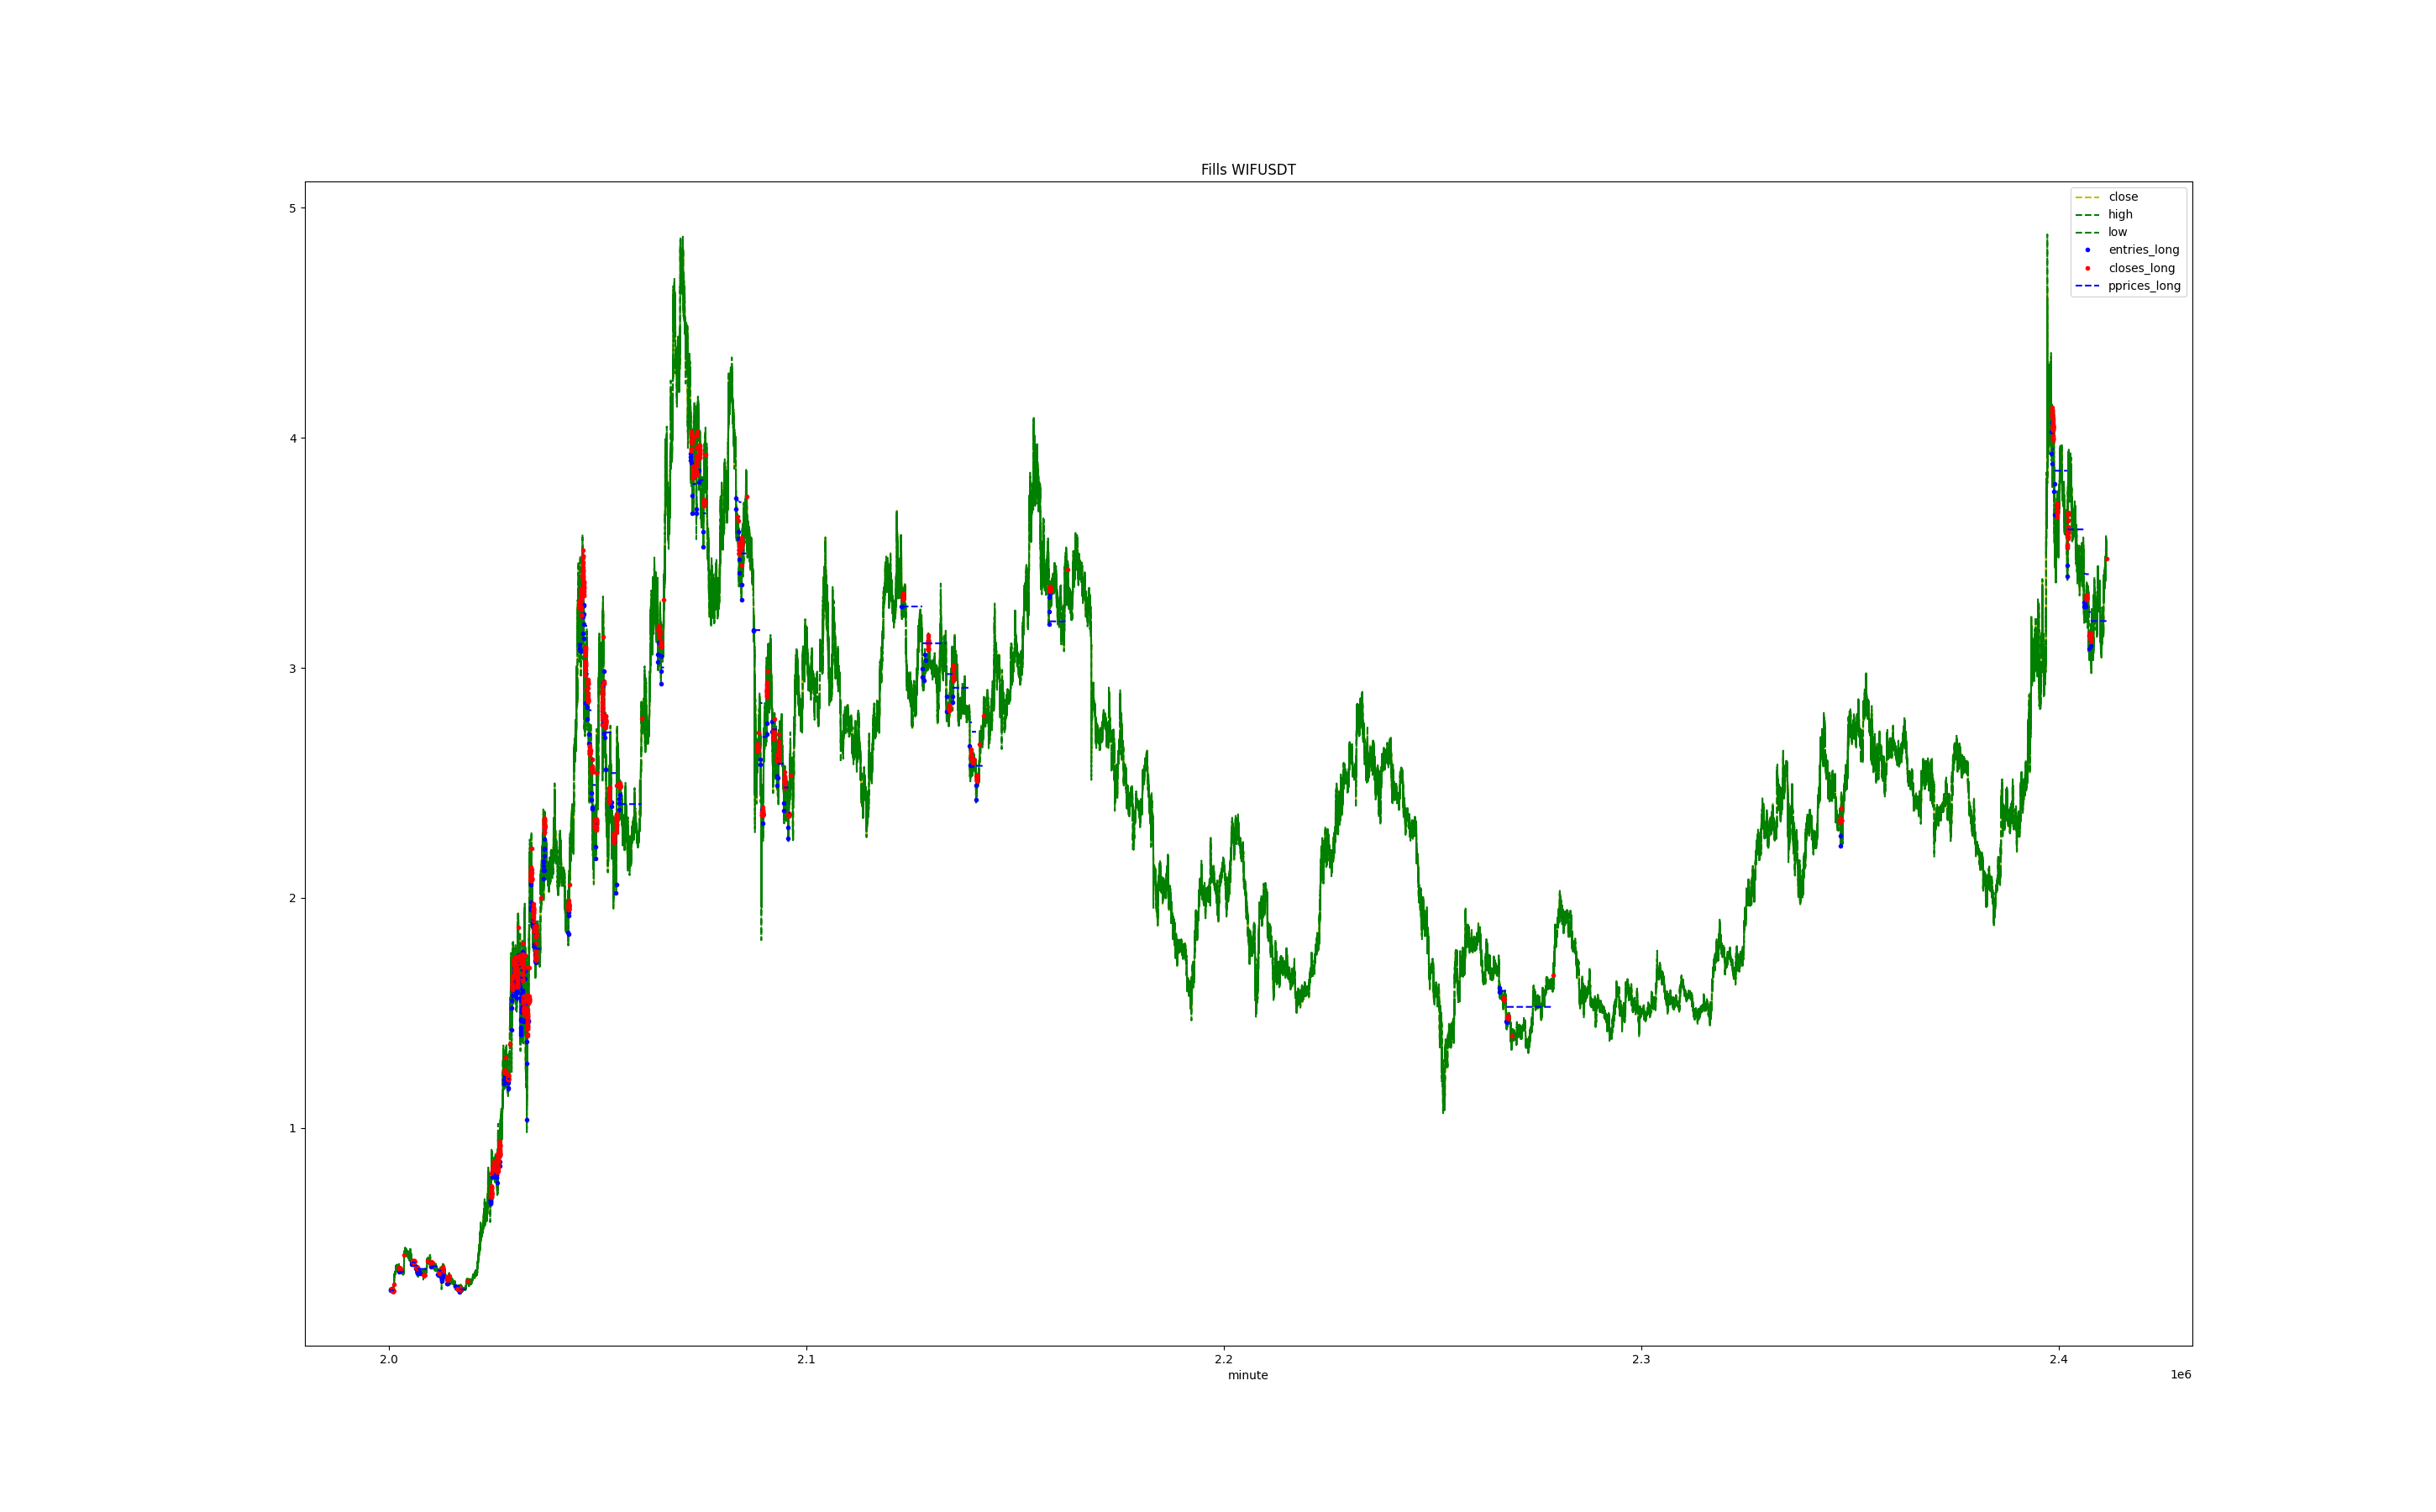 Fills WIFUSDT
close
high
low
entries_long
closes_long
pprices_long
5
4
3
2
1
2.0
2.1
2.2
2.3
2.4
minute
1e6